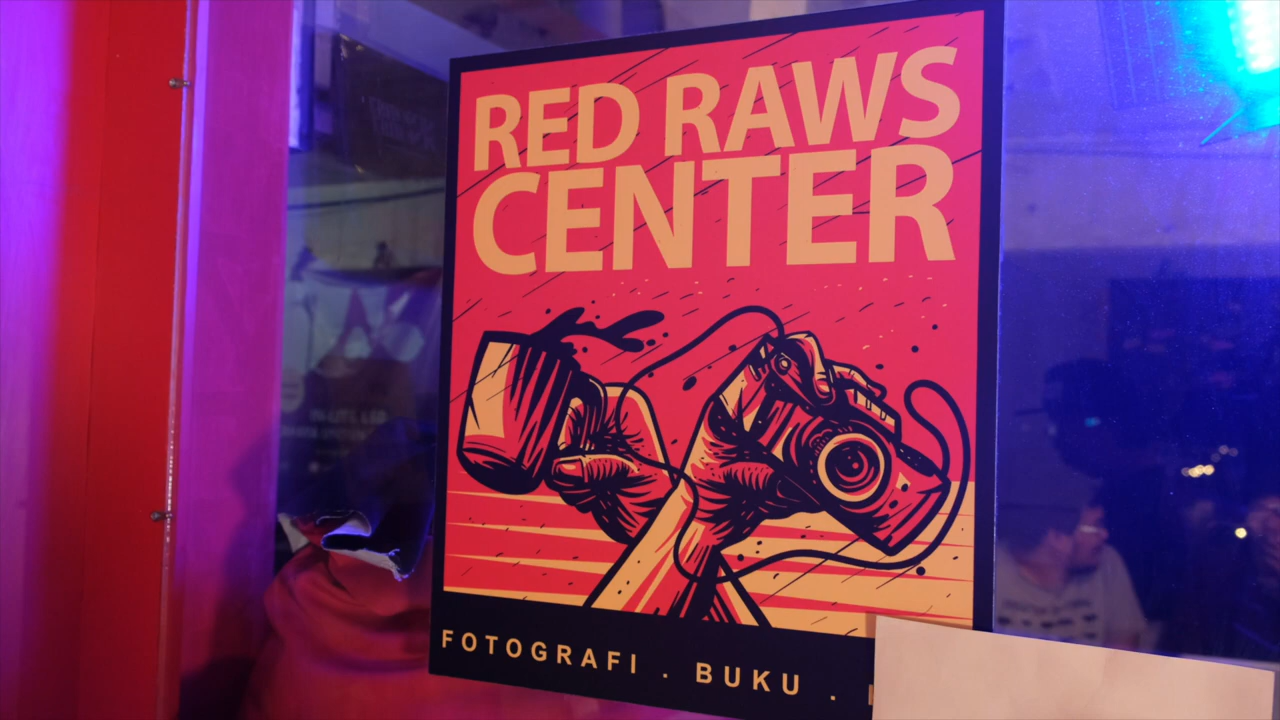 RED RAWS
CENTER
FOTOGRAFI . BUKU .